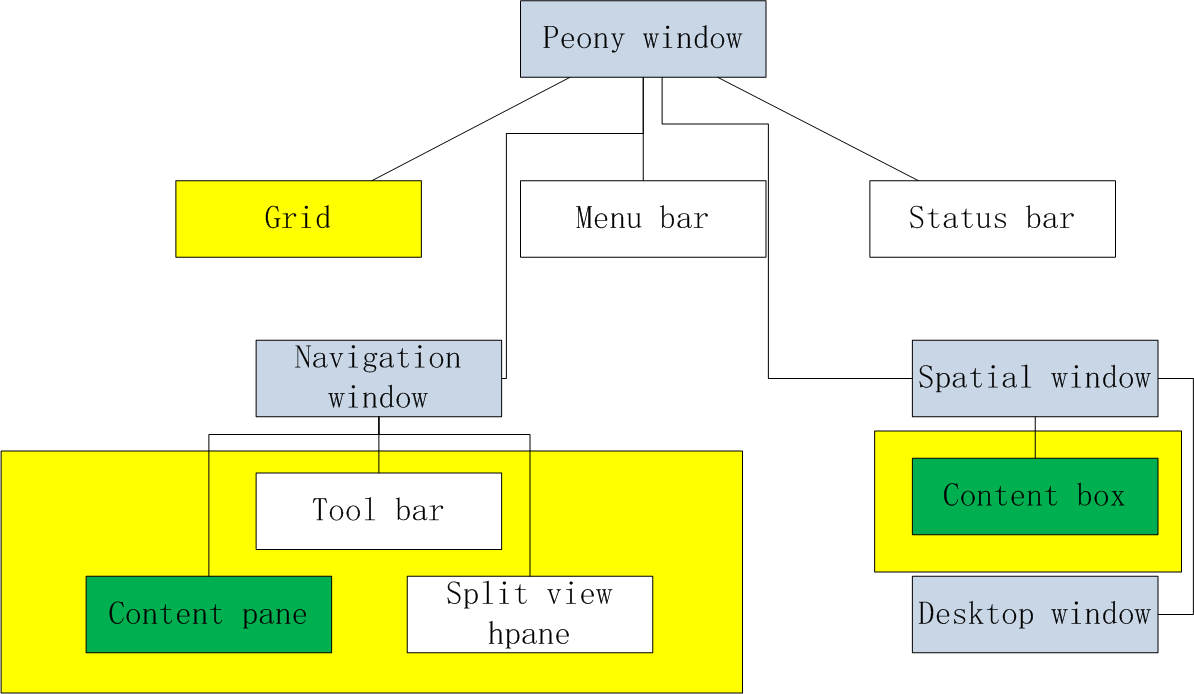 Peony window
Grid
Menu bar
Status bar
Navigation
window
Spatial window
Tool bar
Content box
Content pane
Split view
hpane
Desktop window